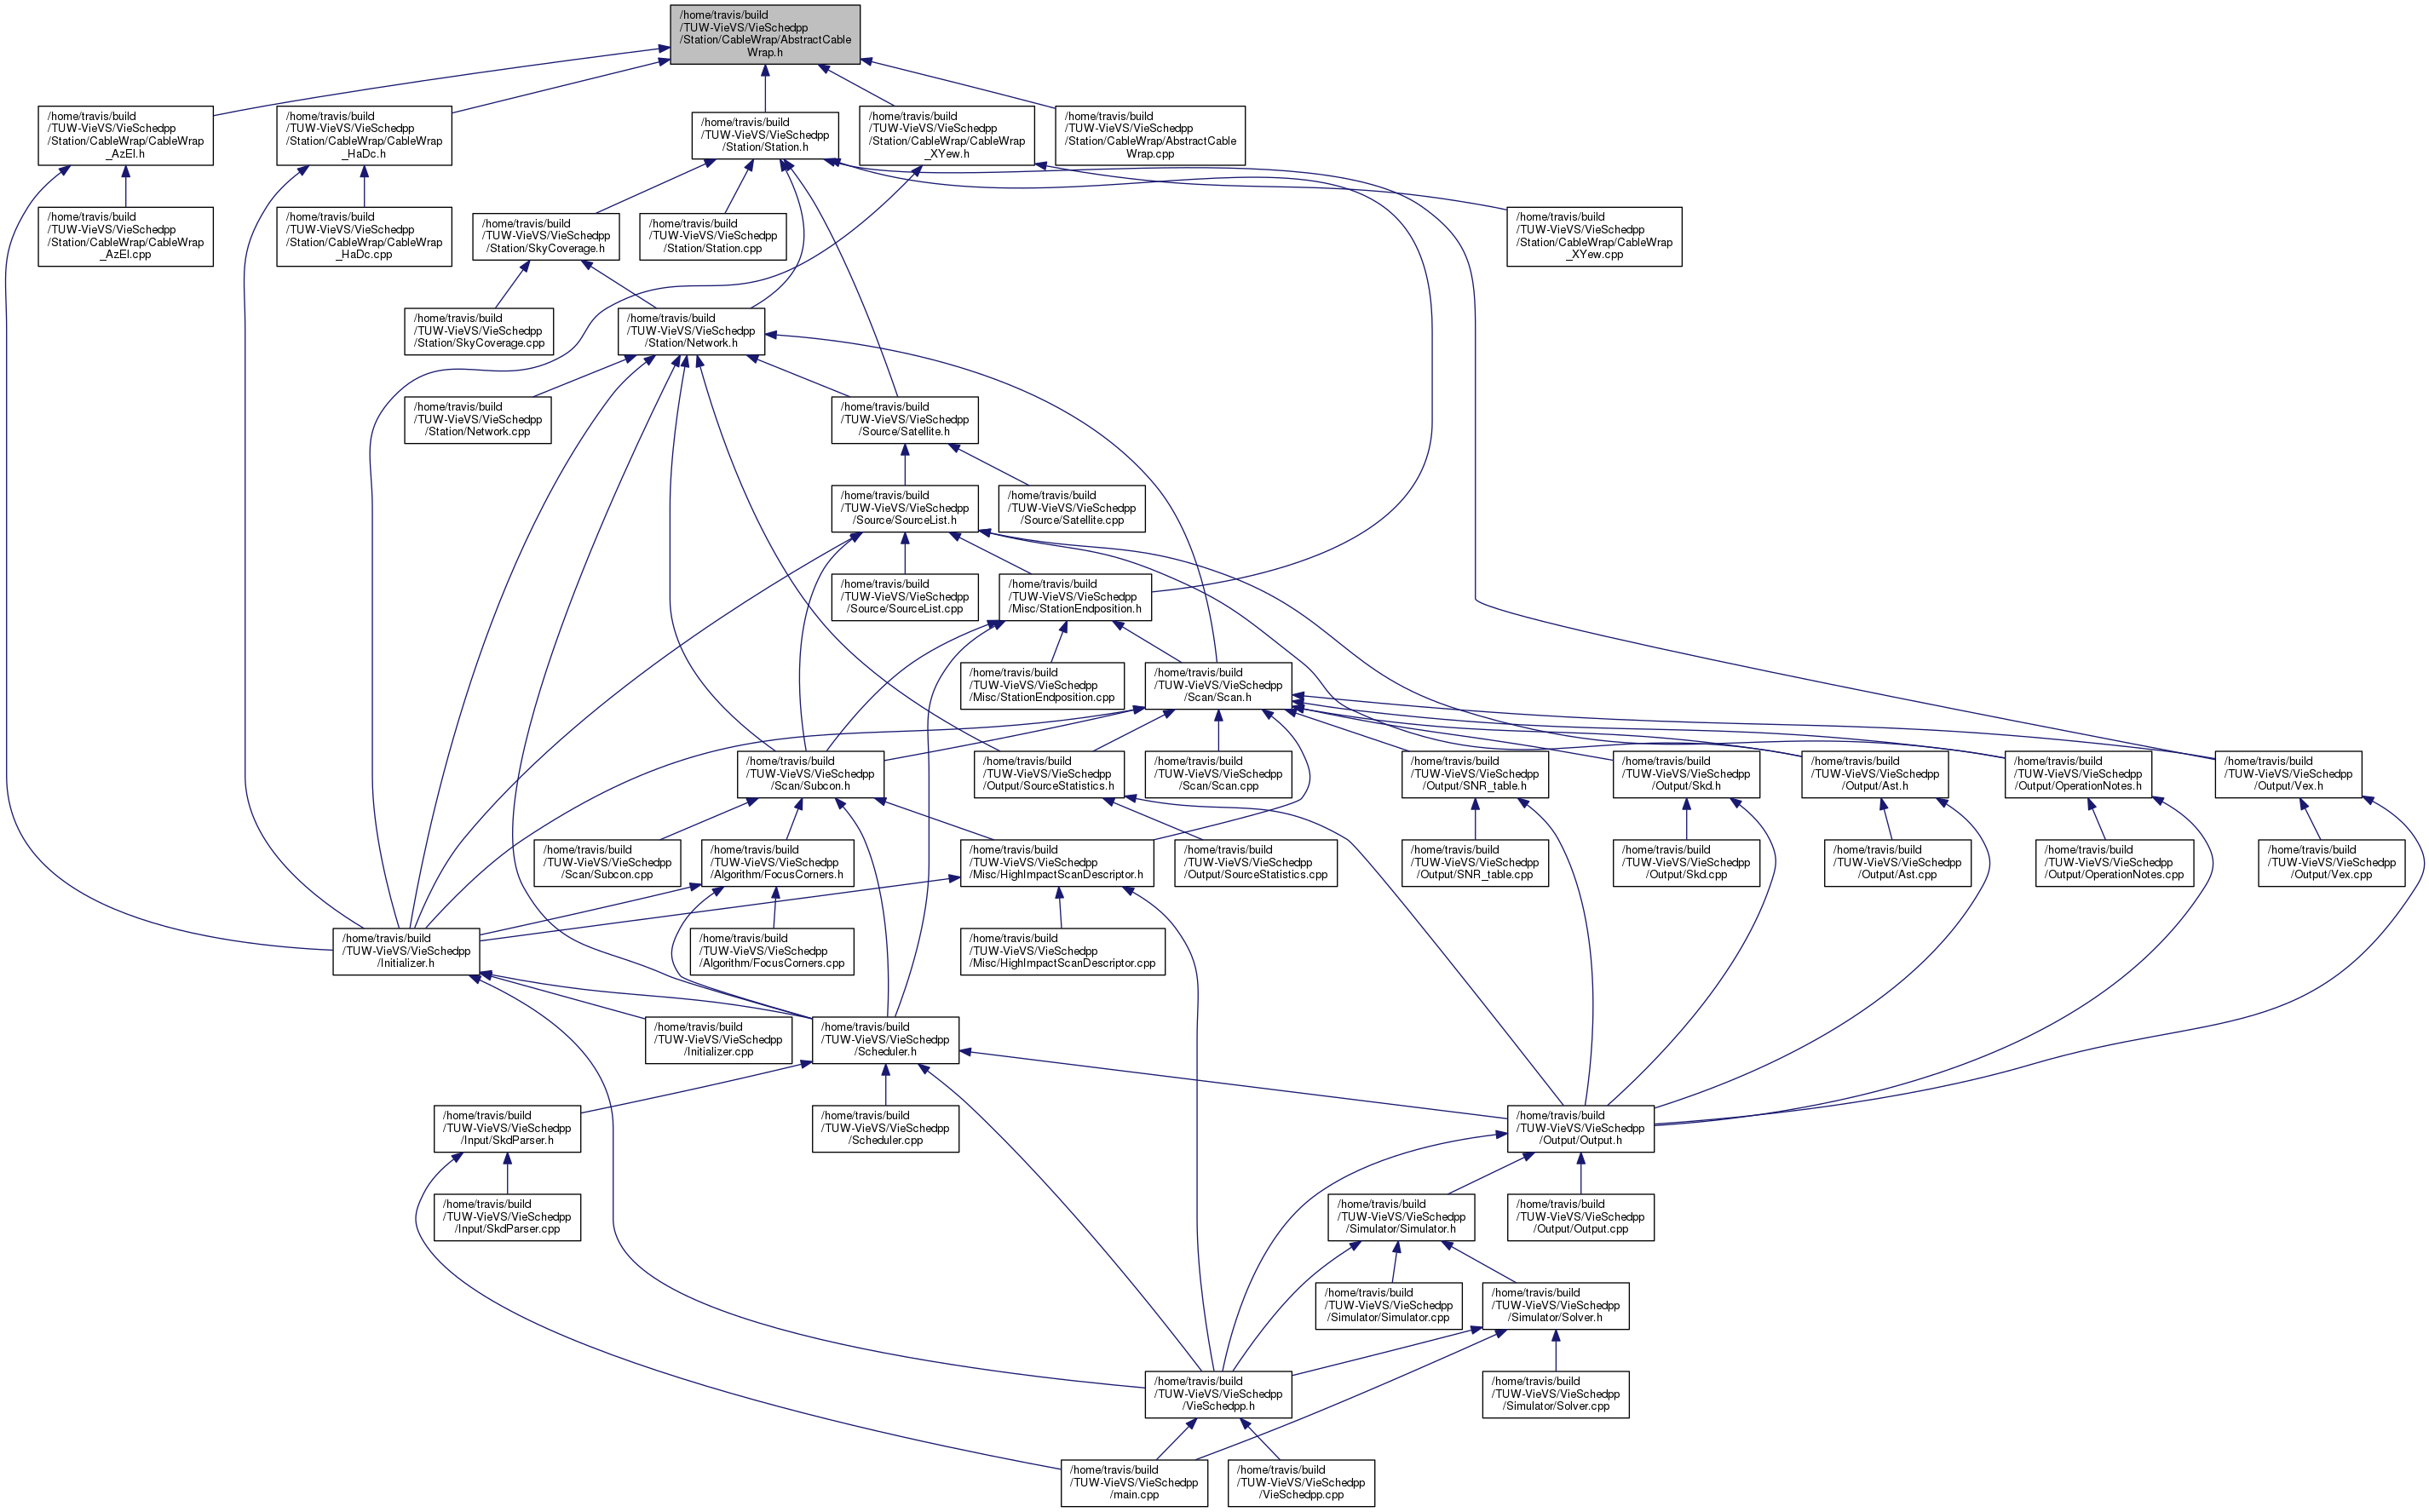 /home/travis/build
/TUW-VieVS/VieSchedpp
/Station/CableWrap/AbstractCable
Wrap.h
/home/travis/build
/TUW-VieVS/VieSchedpp
/Station/CableWrap/CableWrap
_AzEl.h
/home/travis/build
/TUW-VieVS/VieSchedpp
/Station/CableWrap/CableWrap
_HaDc.h
/home/travis/build
/TUW-VieVS/VieSchedpp
/Station/Station.h
/home/travis/build
/TUW-VieVS/VieSchedpp
/Station/CableWrap/CableWrap
_XYew.h
/home/travis/build
/TUW-VieVS/VieSchedpp
/Station/CableWrap/AbstractCable
Wrap.cpp
/home/travis/build
/TUW-VieVS/VieSchedpp
/Station/CableWrap/CableWrap
_AzEl.cpp
/home/travis/build
/TUW-VieVS/VieSchedpp
/Station/CableWrap/CableWrap
_HaDc.cpp
/home/travis/build
/TUW-VieVS/VieSchedpp
/Station/SkyCoverage.h
/home/travis/build
/TUW-VieVS/VieSchedpp
/Station/Station.cpp
/home/travis/build
/TUW-VieVS/VieSchedpp
/Station/CableWrap/CableWrap
_XYew.cpp
/home/travis/build
/TUW-VieVS/VieSchedpp
/Station/SkyCoverage.cpp
/home/travis/build
/TUW-VieVS/VieSchedpp
/Station/Network.h
/home/travis/build
/TUW-VieVS/VieSchedpp
/Station/Network.cpp
/home/travis/build
/TUW-VieVS/VieSchedpp
/Source/Satellite.h
/home/travis/build
/TUW-VieVS/VieSchedpp
/Source/SourceList.h
/home/travis/build
/TUW-VieVS/VieSchedpp
/Source/Satellite.cpp
/home/travis/build
/TUW-VieVS/VieSchedpp
/Source/SourceList.cpp
/home/travis/build
/TUW-VieVS/VieSchedpp
/Misc/StationEndposition.h
/home/travis/build
/TUW-VieVS/VieSchedpp
/Misc/StationEndposition.cpp
/home/travis/build
/TUW-VieVS/VieSchedpp
/Scan/Scan.h
/home/travis/build
/TUW-VieVS/VieSchedpp
/Scan/Subcon.h
/home/travis/build
/TUW-VieVS/VieSchedpp
/Output/SourceStatistics.h
/home/travis/build
/TUW-VieVS/VieSchedpp
/Scan/Scan.cpp
/home/travis/build
/TUW-VieVS/VieSchedpp
/Output/SNR_table.h
/home/travis/build
/TUW-VieVS/VieSchedpp
/Output/Skd.h
/home/travis/build
/TUW-VieVS/VieSchedpp
/Output/Ast.h
/home/travis/build
/TUW-VieVS/VieSchedpp
/Output/OperationNotes.h
/home/travis/build
/TUW-VieVS/VieSchedpp
/Output/Vex.h
/home/travis/build
/TUW-VieVS/VieSchedpp
/Scan/Subcon.cpp
/home/travis/build
/TUW-VieVS/VieSchedpp
/Algorithm/FocusCorners.h
/home/travis/build
/TUW-VieVS/VieSchedpp
/Misc/HighImpactScanDescriptor.h
/home/travis/build
/TUW-VieVS/VieSchedpp
/Output/SourceStatistics.cpp
/home/travis/build
/TUW-VieVS/VieSchedpp
/Output/SNR_table.cpp
/home/travis/build
/TUW-VieVS/VieSchedpp
/Output/Skd.cpp
/home/travis/build
/TUW-VieVS/VieSchedpp
/Output/Ast.cpp
/home/travis/build
/TUW-VieVS/VieSchedpp
/Output/OperationNotes.cpp
/home/travis/build
/TUW-VieVS/VieSchedpp
/Output/Vex.cpp
/home/travis/build
/TUW-VieVS/VieSchedpp
/Initializer.h
/home/travis/build
/TUW-VieVS/VieSchedpp
/Algorithm/FocusCorners.cpp
/home/travis/build
/TUW-VieVS/VieSchedpp
/Misc/HighImpactScanDescriptor.cpp
/home/travis/build
/TUW-VieVS/VieSchedpp
/Initializer.cpp
/home/travis/build
/TUW-VieVS/VieSchedpp
/Scheduler.h
/home/travis/build
/TUW-VieVS/VieSchedpp
/Input/SkdParser.h
/home/travis/build
/TUW-VieVS/VieSchedpp
/Scheduler.cpp
/home/travis/build
/TUW-VieVS/VieSchedpp
/Output/Output.h
/home/travis/build
/TUW-VieVS/VieSchedpp
/Input/SkdParser.cpp
/home/travis/build
/TUW-VieVS/VieSchedpp
/Simulator/Simulator.h
/home/travis/build
/TUW-VieVS/VieSchedpp
/Output/Output.cpp
/home/travis/build
/TUW-VieVS/VieSchedpp
/Simulator/Simulator.cpp
/home/travis/build
/TUW-VieVS/VieSchedpp
/Simulator/Solver.h
/home/travis/build
/TUW-VieVS/VieSchedpp
/VieSchedpp.h
/home/travis/build
/TUW-VieVS/VieSchedpp
/Simulator/Solver.cpp
/home/travis/build
/TUW-VieVS/VieSchedpp
/main.cpp
/home/travis/build
/TUW-VieVS/VieSchedpp
/VieSchedpp.cpp